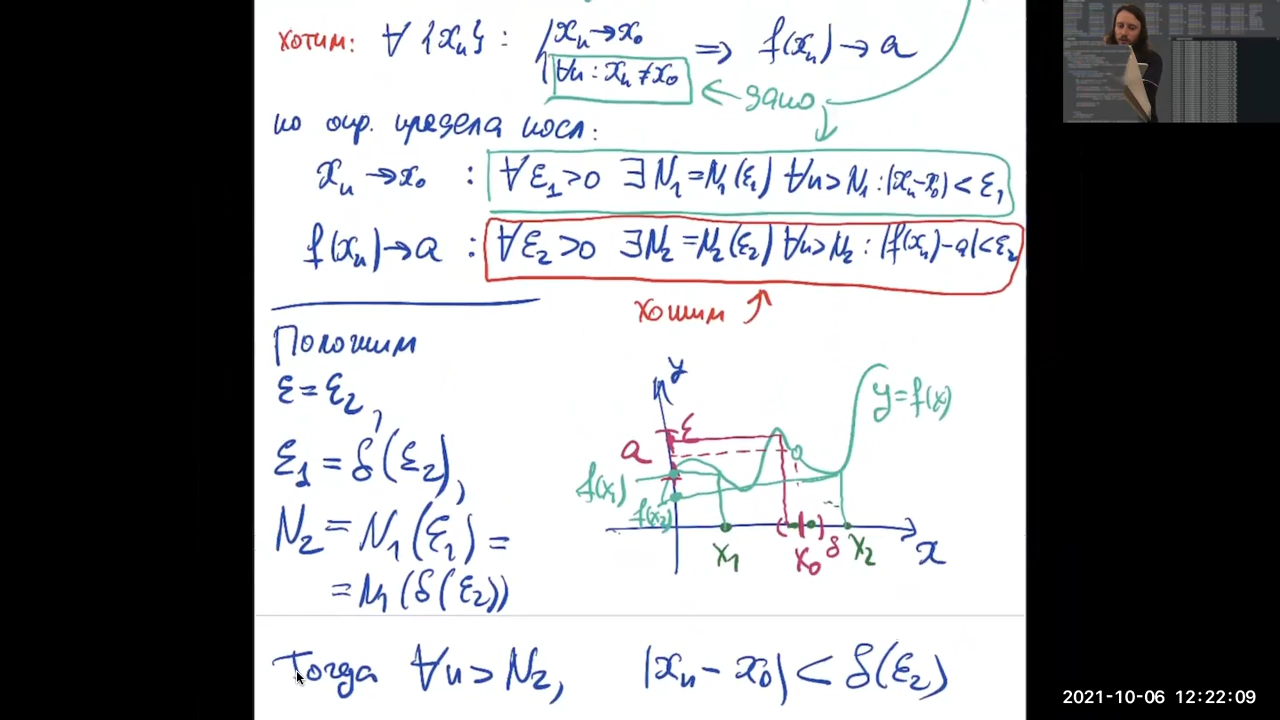 хотим: ∀ {xₙ} : { xₙ → x₀
∀n : xₙ ≠ x₀ ⇒ f(xₙ) → a
← дано
по опр. предела посл:
xₙ → x₀ : ∀ε₁>0 ∃N₁=N₁(ε₁) ∀n>N₁ : |xₙ-x₀| < ε₁
f(xₙ) → a : ∀ε₂>0 ∃N₂=N₂(ε₂) ∀n>N₂ : |f(xₙ)-a| < ε₂
хотим ↑
Положим
ε = ε₂,
ε₁ = δ(ε₂),
N₂ = N₁(ε₁) =
= N₁(δ(ε₂))
y
y=f(x)
ε
a
f(x₁)
f(x₂)
x₁ x₀ δ x₂ x
Тогда ∀n > N₂, |xₙ - x₀| < δ(ε₂)
2021-10-06 12:22:09